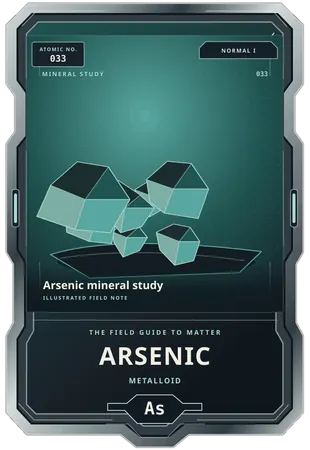 ATOMIC NO.
033
NORMAL I
MINERAL STUDY
033
Arsenic mineral study
ILLUSTRATED FIELD NOTE
THE FIELD GUIDE TO MATTER
ARSENIC
METALLOID
As